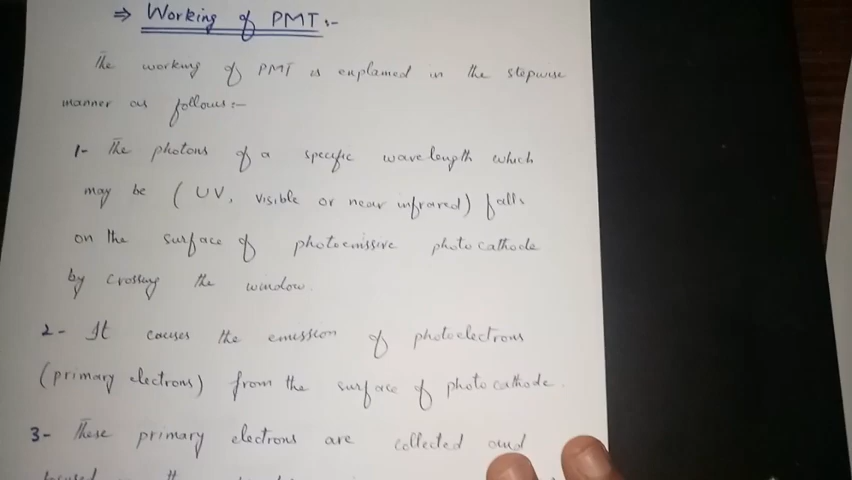 ⇒ Working of PMT :-
The working of PMT is explained in the stepwise
manner as follows :-
1- The photons of a specific wavelength which
may be (UV, visible or near infrared) falls
on the surface of photoemissive photocathode
by crossing the window.
2- It causes the emission of photoelectrons
(primary electrons) from the surface of photocathode.
3- These primary electrons are collected and
focused